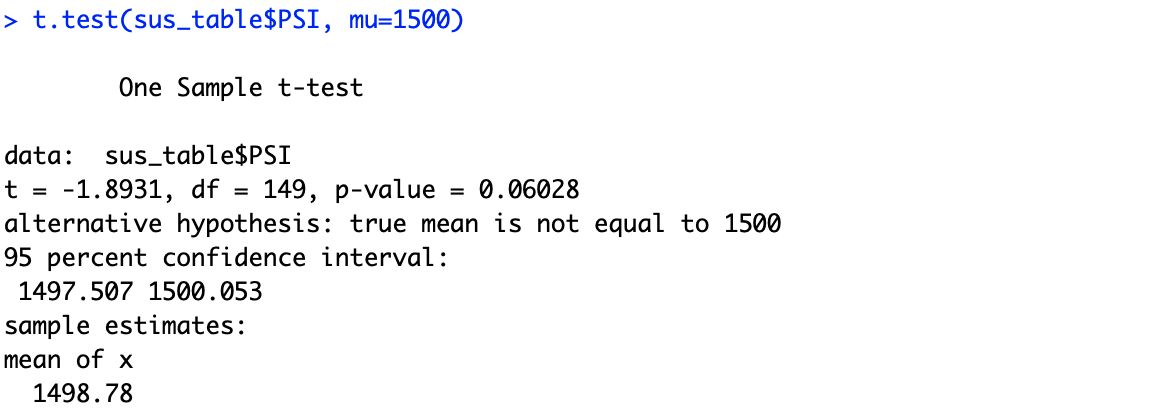 > t.test(sus_table$PSI, mu=1500)
One Sample t-test
data:  sus_table$PSI
t = -1.8931, df = 149, p-value = 0.06028
alternative hypothesis: true mean is not equal to 1500
95 percent confidence interval:
 1497.507 1500.053
sample estimates:
mean of x
  1498.78